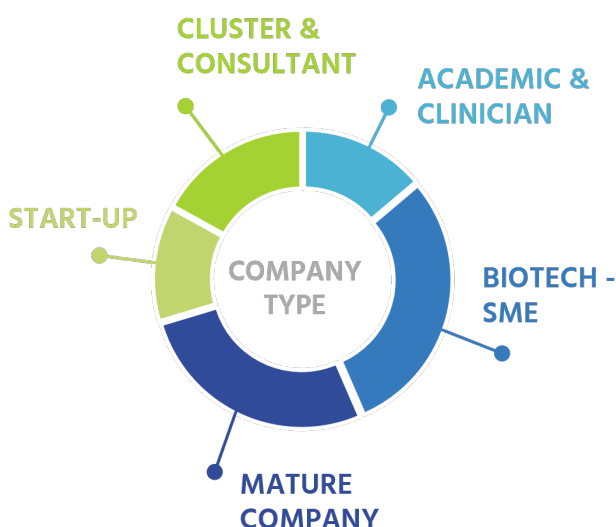 CLUSTER &
CONSULTANT
ACADEMIC &
CLINICIAN
START-UP
COMPANY
TYPE
BIOTECH -
SME
MATURE
COMPANY